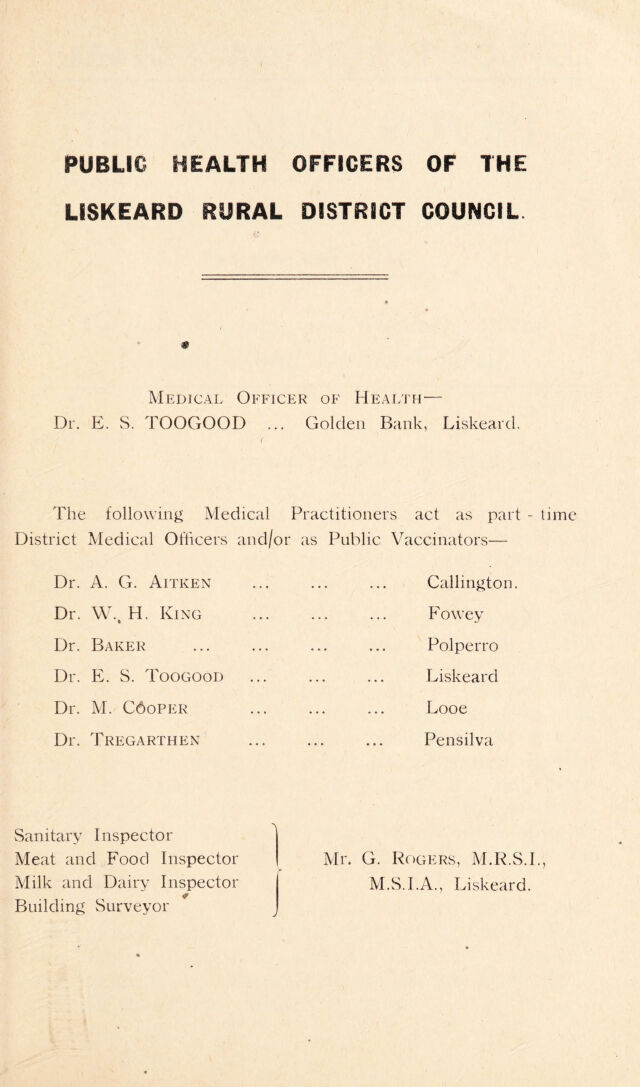 PUBLIC HEALTH OFFICERS OF THE
LISKEARD RURAL DISTRICT COUNCIL.
MEDICAL OFFICER OF HEALTH—
Dr. E. S. TOOGOOD ... Golden Bank, Liskeard.
The following Medical Practitioners act as part - time
District Medical Officers and/or as Public Vaccinators—
Dr. A. G. AITKEN ... ... ... Callington.
Dr. W. H. KING ... ... ... Fowey
Dr. BAKER ... ... ... ... Polperro
Dr. E. S. TOOGOOD ... ... ... Liskeard
Dr. M. COOPER ... ... ... Looe
Dr. TREGARTHEN ... ... ... Pensilva
Sanitary Inspector
Meat and Food Inspector
Milk and Dairy Inspector
Building Surveyor
Mr. G. ROGERS, M.R.S.I.,
M.S.I.A., Liskeard.